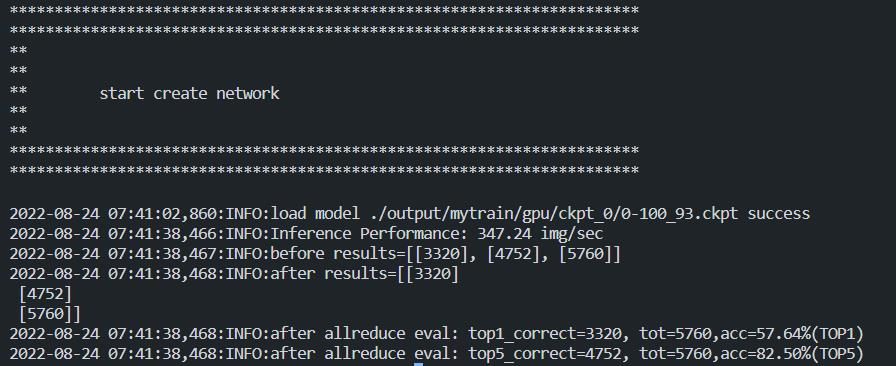 **********************************************************************
**********************************************************************
**
**
**        start create network
**
**
**********************************************************************
**********************************************************************
2022-08-24 07:41:02,860:INFO:load model ./output/mytrain/gpu/ckpt_0/0-100_93.ckpt success
2022-08-24 07:41:38,466:INFO:Inference Performance: 347.24 img/sec
2022-08-24 07:41:38,467:INFO:before results=[[3320], [4752], [5760]]
2022-08-24 07:41:38,468:INFO:after results=[[3320]
 [4752]
 [5760]]
2022-08-24 07:41:38,468:INFO:after allreduce eval: top1_correct=3320, tot=5760,acc=57.64%(TOP1)
2022-08-24 07:41:38,468:INFO:after allreduce eval: top5_correct=4752, tot=5760,acc=82.50%(TOP5)